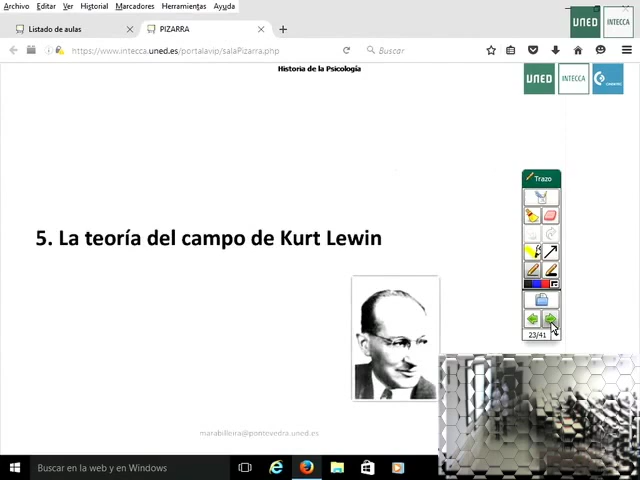 Archivo Editar Ver Historial Marcadores Herramientas Ayuda
UNED INTECCA
Listado de aulas PIZARRA
https://www.intecca.uned.es/portalavip/salaPizarra.php Buscar
Historia de la Psicología
UNED INTECCA
Trazo
5. La teoría del campo de Kurt Lewin
23/41
marabilleira@pontevedra.uned.es
Buscar en la web y en Windows